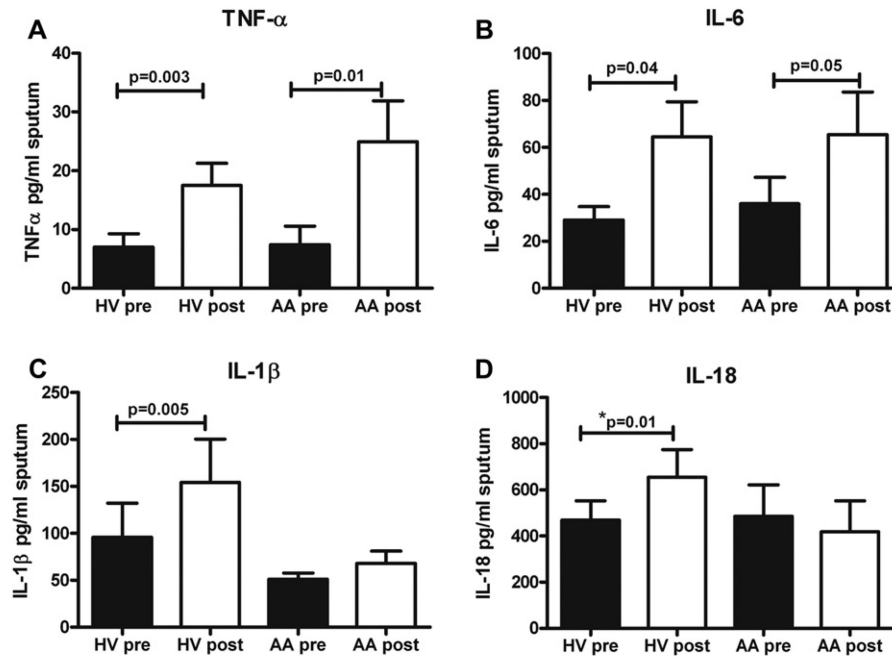 A
TNF-α
TNFα pg/ml sputum
40
30
20
10
0
p=0.003
p=0.01
HV pre
HV post
AA pre
AA post
B
IL-6
IL-6 pg/ml sputum
100
80
60
40
20
0
p=0.04
p=0.05
HV pre
HV post
AA pre
AA post
C
IL-1β
IL-1β pg/ml sputum
250
200
150
100
50
0
p=0.005
HV pre
HV post
AA pre
AA post
D
IL-18
IL-18 pg/ml sputum
1000
800
600
400
200
0
*p=0.01
HV pre
HV post
AA pre
AA post